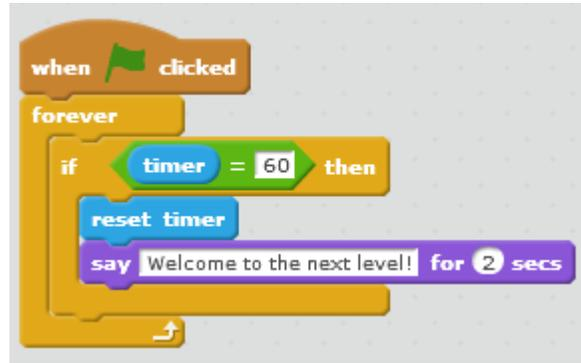 when clicked
forever
if timer = 60 then
reset timer
say Welcome to the next level! for 2 secs